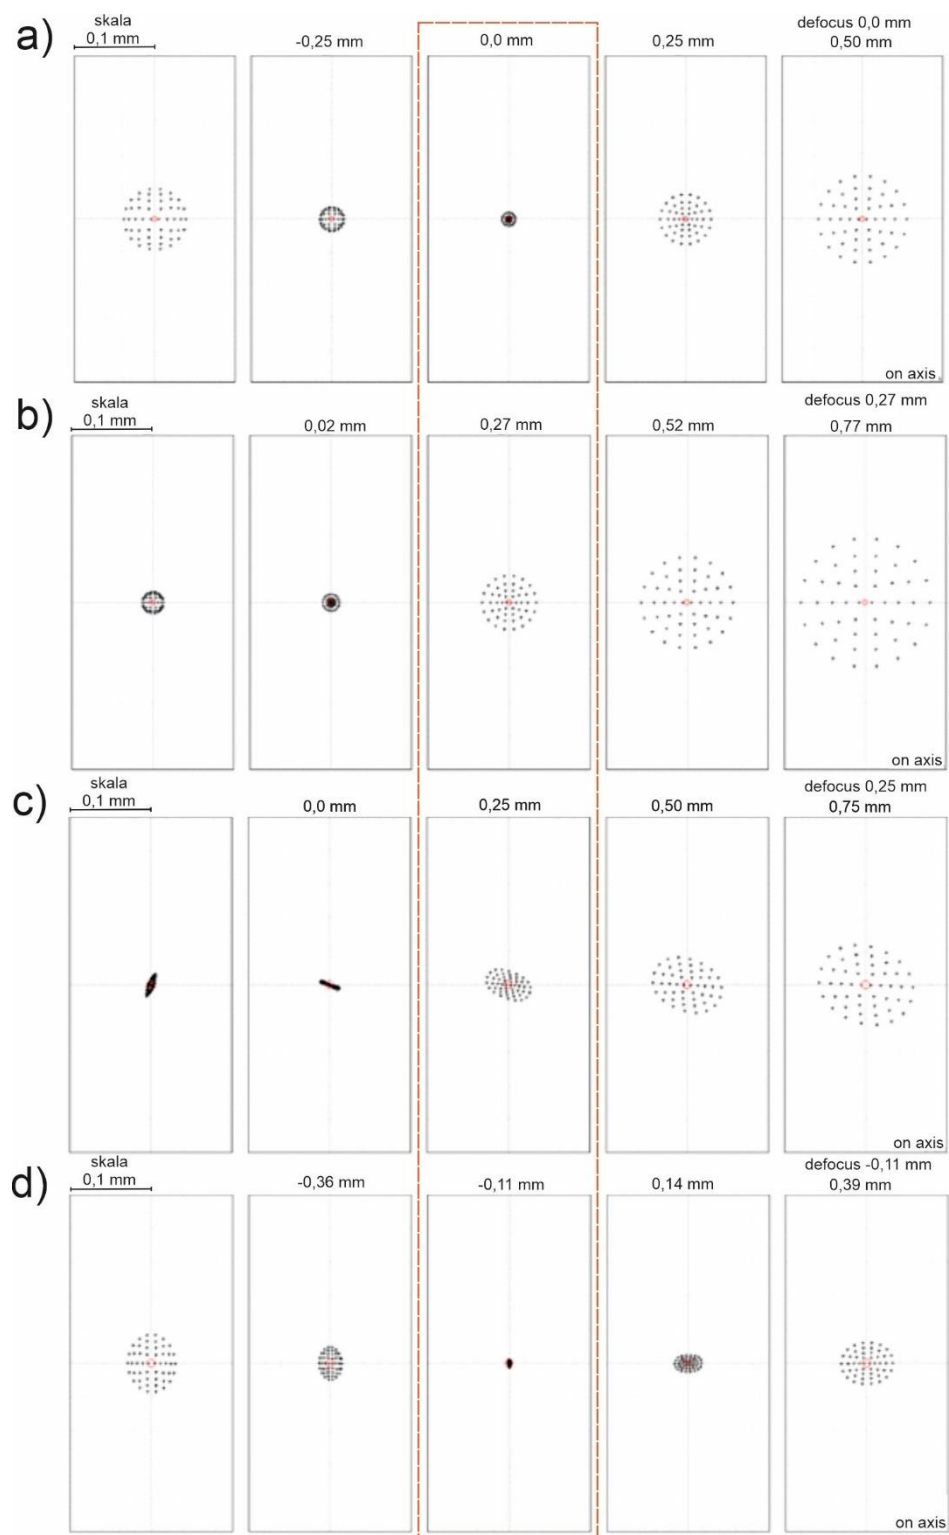 a)
skala
0,1 mm
-0,25 mm
0,0 mm
0,25 mm
defocus 0,0 mm
0,50 mm
on axis
b)
skala
0,1 mm
0,02 mm
0,27 mm
0,52 mm
defocus 0,27 mm
0,77 mm
on axis
c)
skala
0,1 mm
0,0 mm
0,25 mm
0,50 mm
defocus 0,25 mm
0,75 mm
on axis
d)
skala
0,1 mm
-0,36 mm
-0,11 mm
0,14 mm
defocus -0,11 mm
0,39 mm
on axis